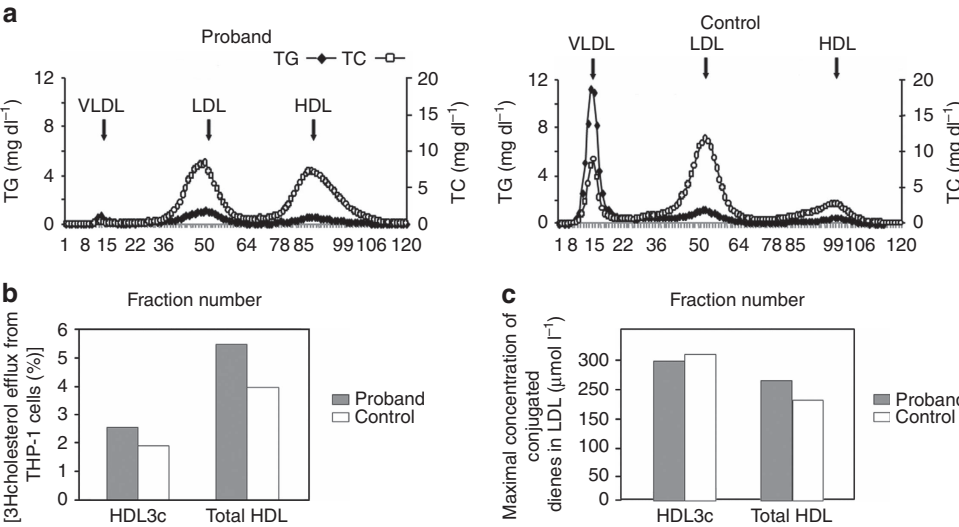 a
Proband
TG TC
VLDL LDL HDL
12 20
8 15
10
4 5
0 0
TG (mg dl–1)
TC (mg dl–1)
1 8 15 22 36 50 64 78 85 99 106 120
Control
VLDL LDL HDL
12 20
8 15
10
4 5
0 0
TG (mg dl–1)
TC (mg dl–1)
1 8 15 22 36 50 64 78 85 99 106 120
b
Fraction number
[3Hcholesterol efflux from
THP-1 cells (%)]
6
5
4
3
2
1
0
HDL3c Total HDL
Proband
Control
c
Fraction number
Maximal concentration of
conjugated
dienes in LDL (μmol l–1)
300
250
150
100
50
0
HDL3c Total HDL
Proband
Control